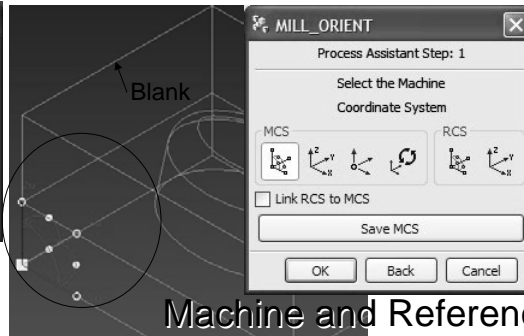 Blank
MILL_ORIENT
Process Assistant Step: 1
Select the Machine
Coordinate System
MCS
RCS
Link RCS to MCS
Save MCS
OK
Back
Cancel
Machine and Referen